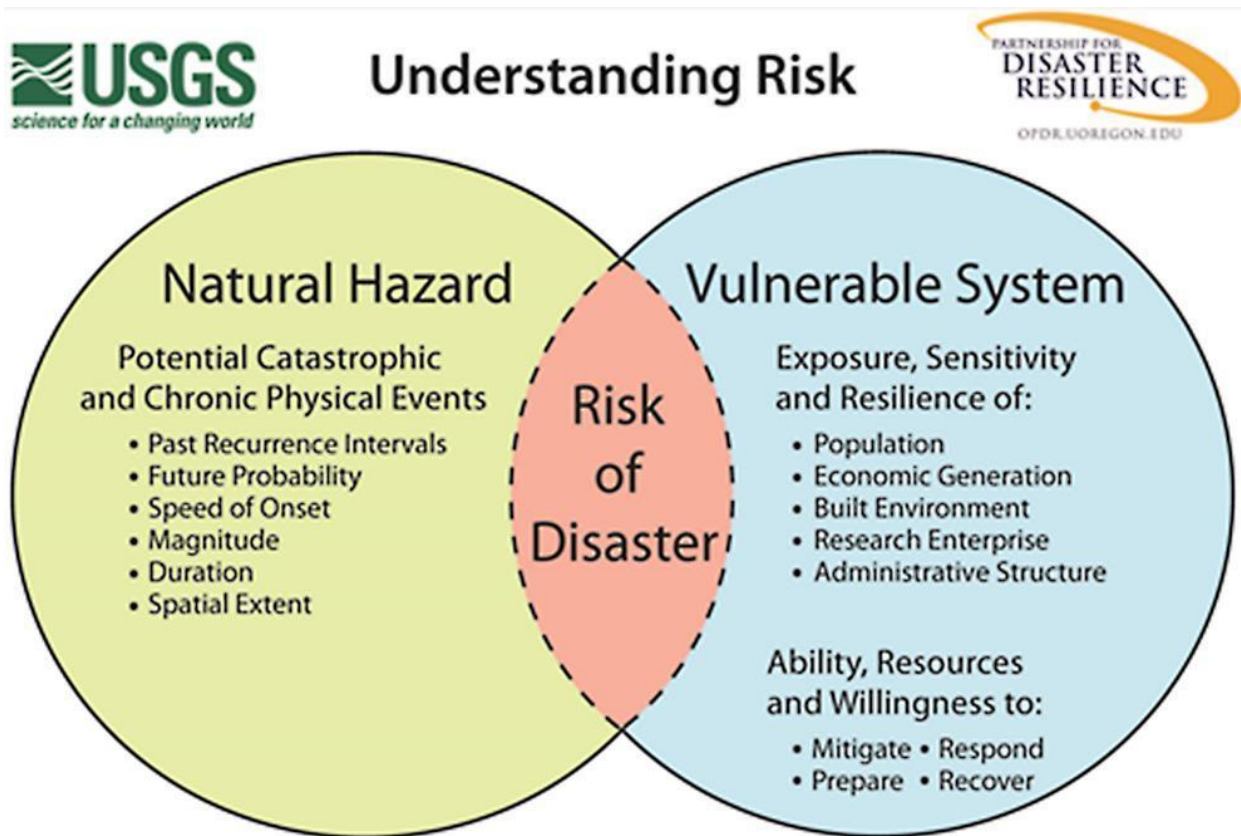 USGS
science for a changing world
Understanding Risk
PARTNERSHIP FOR
DISASTER
RESILIENCE
OPDR.UOREGON.EDU
Natural Hazard
Potential Catastrophic
and Chronic Physical Events
• Past Recurrence Intervals
• Future Probability
• Speed of Onset
• Magnitude
• Duration
• Spatial Extent
Risk
of
Disaster
Vulnerable System
Exposure, Sensitivity
and Resilience of:
• Population
• Economic Generation
• Built Environment
• Research Enterprise
• Administrative Structure
Ability, Resources
and Willingness to:
• Mitigate • Respond
• Prepare • Recover